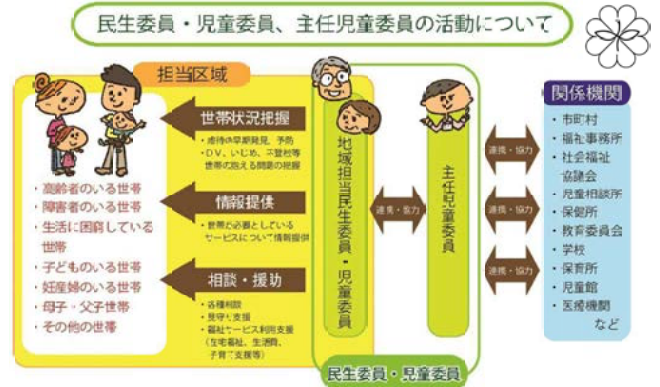 民生委員・児童委員、主任児童委員の活動について
担当区域
関係機関
世帯状況把握
・虐待の早期発見、予防
・DV、いじめ、不登校等
世帯の抱える問題の把握
情報提供
・世帯が必要としている
サービスについて情報提供
相談・援助
・各種相談
・見守り支援
・福祉サービス利用支援
（在宅福祉、生活費、
子育て支援等）
・高齢者のいる世帯
・障害者のいる世帯
・生活に困窮している
世帯
・子どものいる世帯
・妊産婦のいる世帯
・母子・父子世帯
・その他の世帯
地域担当民生委員・児童委員
連携・協力
主任児童委員
連携・協力
連携・協力
連携・協力
・市町村
・福祉事務所
・社会福祉
協議会
・児童相談所
・保健所
・教育委員会
・学校
・保育所
・児童館
・医療機関
など
民生委員・児童委員